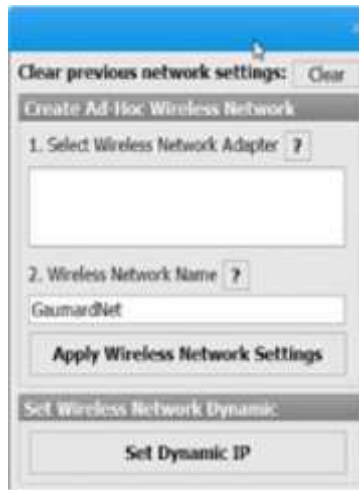 Clear previous network settings: Clear
Create Ad-Hoc Wireless Network
1. Select Wireless Network Adapter ?
2. Wireless Network Name ?
GaumardNet
Apply Wireless Network Settings
Set Wireless Network Dynamic
Set Dynamic IP